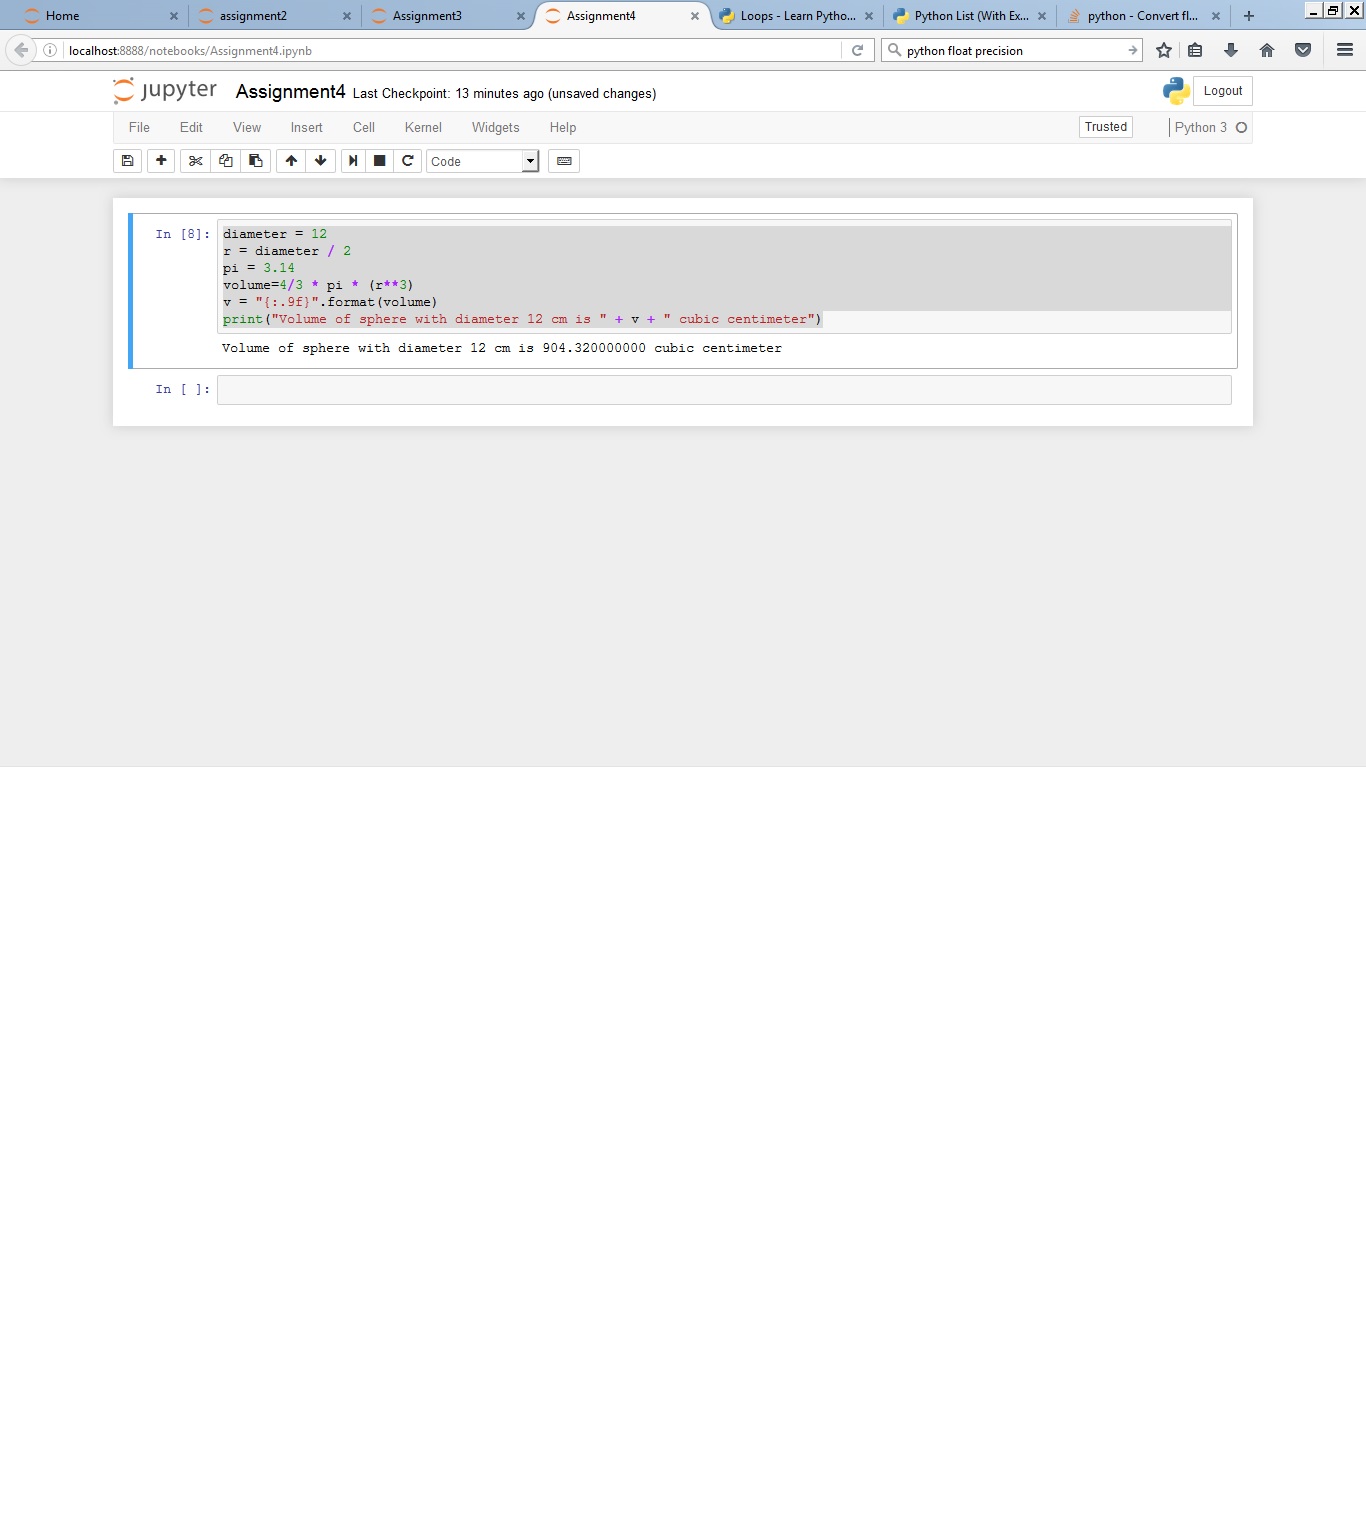 Home
assignment2
Assignment3
Assignment4
Loops - Learn Pytho...
Python List (With Ex...
python - Convert fl...
localhost:8888/notebooks/Assignment4.ipynb
python float precision
jupyter Assignment4 Last Checkpoint: 13 minutes ago (unsaved changes)
Logout
File Edit View Insert Cell Kernel Widgets Help
Trusted
Python 3
Code
In [8]:
diameter = 12
r = diameter / 2
pi = 3.14
volume=4/3 * pi * (r**3)
v = "{:.9f}".format(volume)
print("Volume of sphere with diameter 12 cm is " + v + " cubic centimeter")
Volume of sphere with diameter 12 cm is 904.320000000 cubic centimeter
In [ ]: